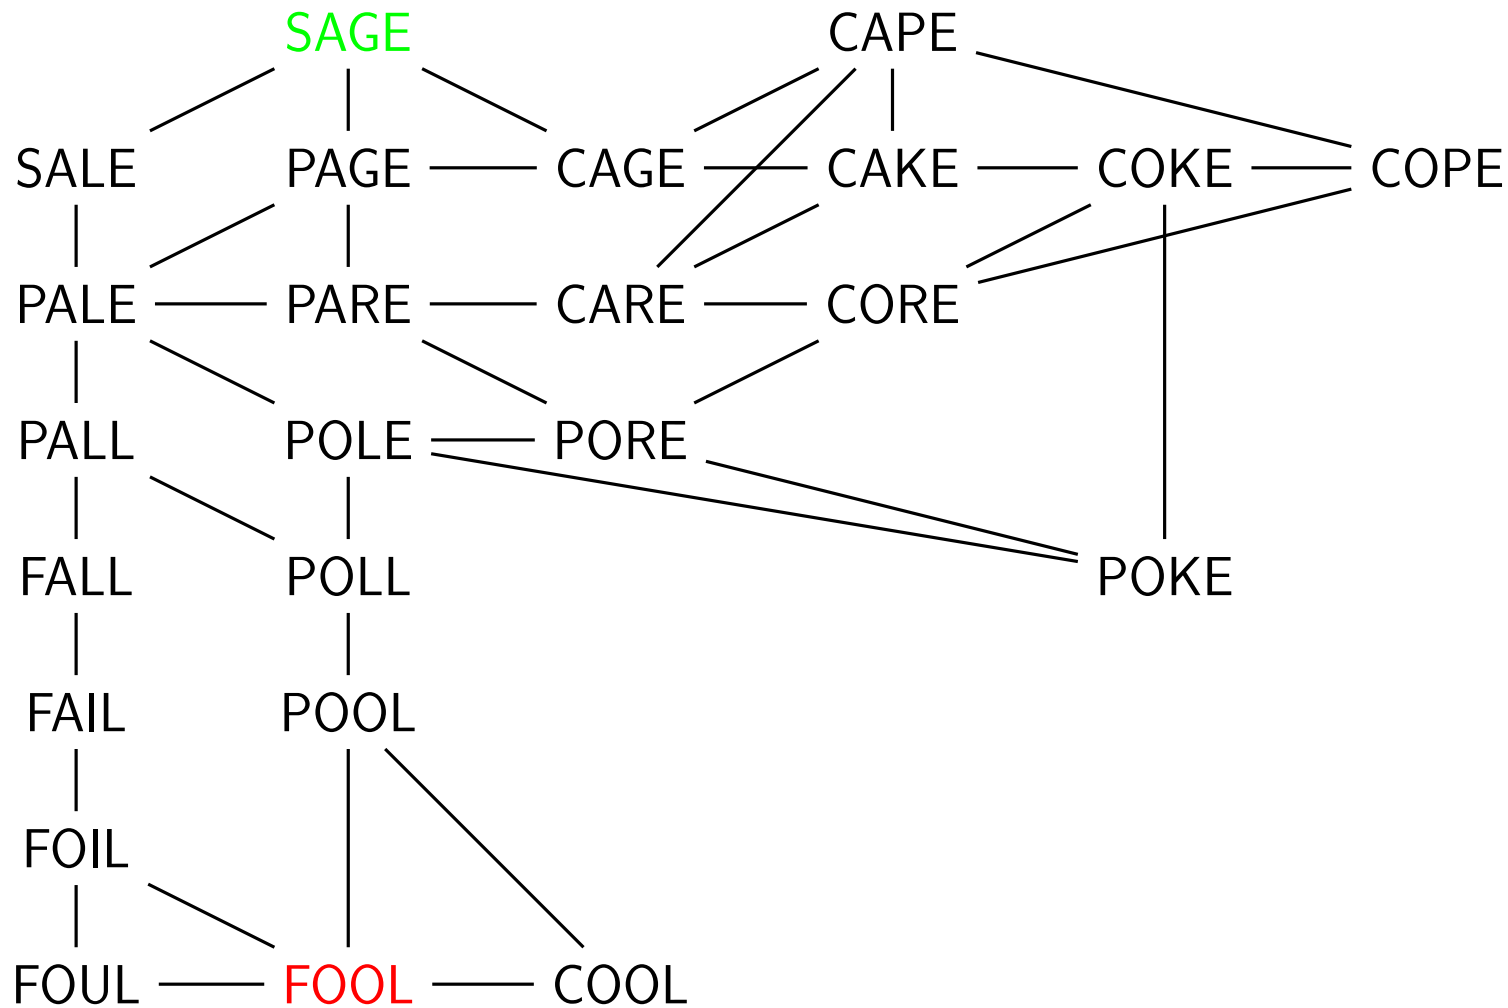 SAGE CAPE
SALE PAGE CAGE CAKE COKE COPE
PALE PARE CARE CORE
PALL POLE PORE
FALL POLL POKE
FAIL POOL
FOIL
FOUL FOOL COOL